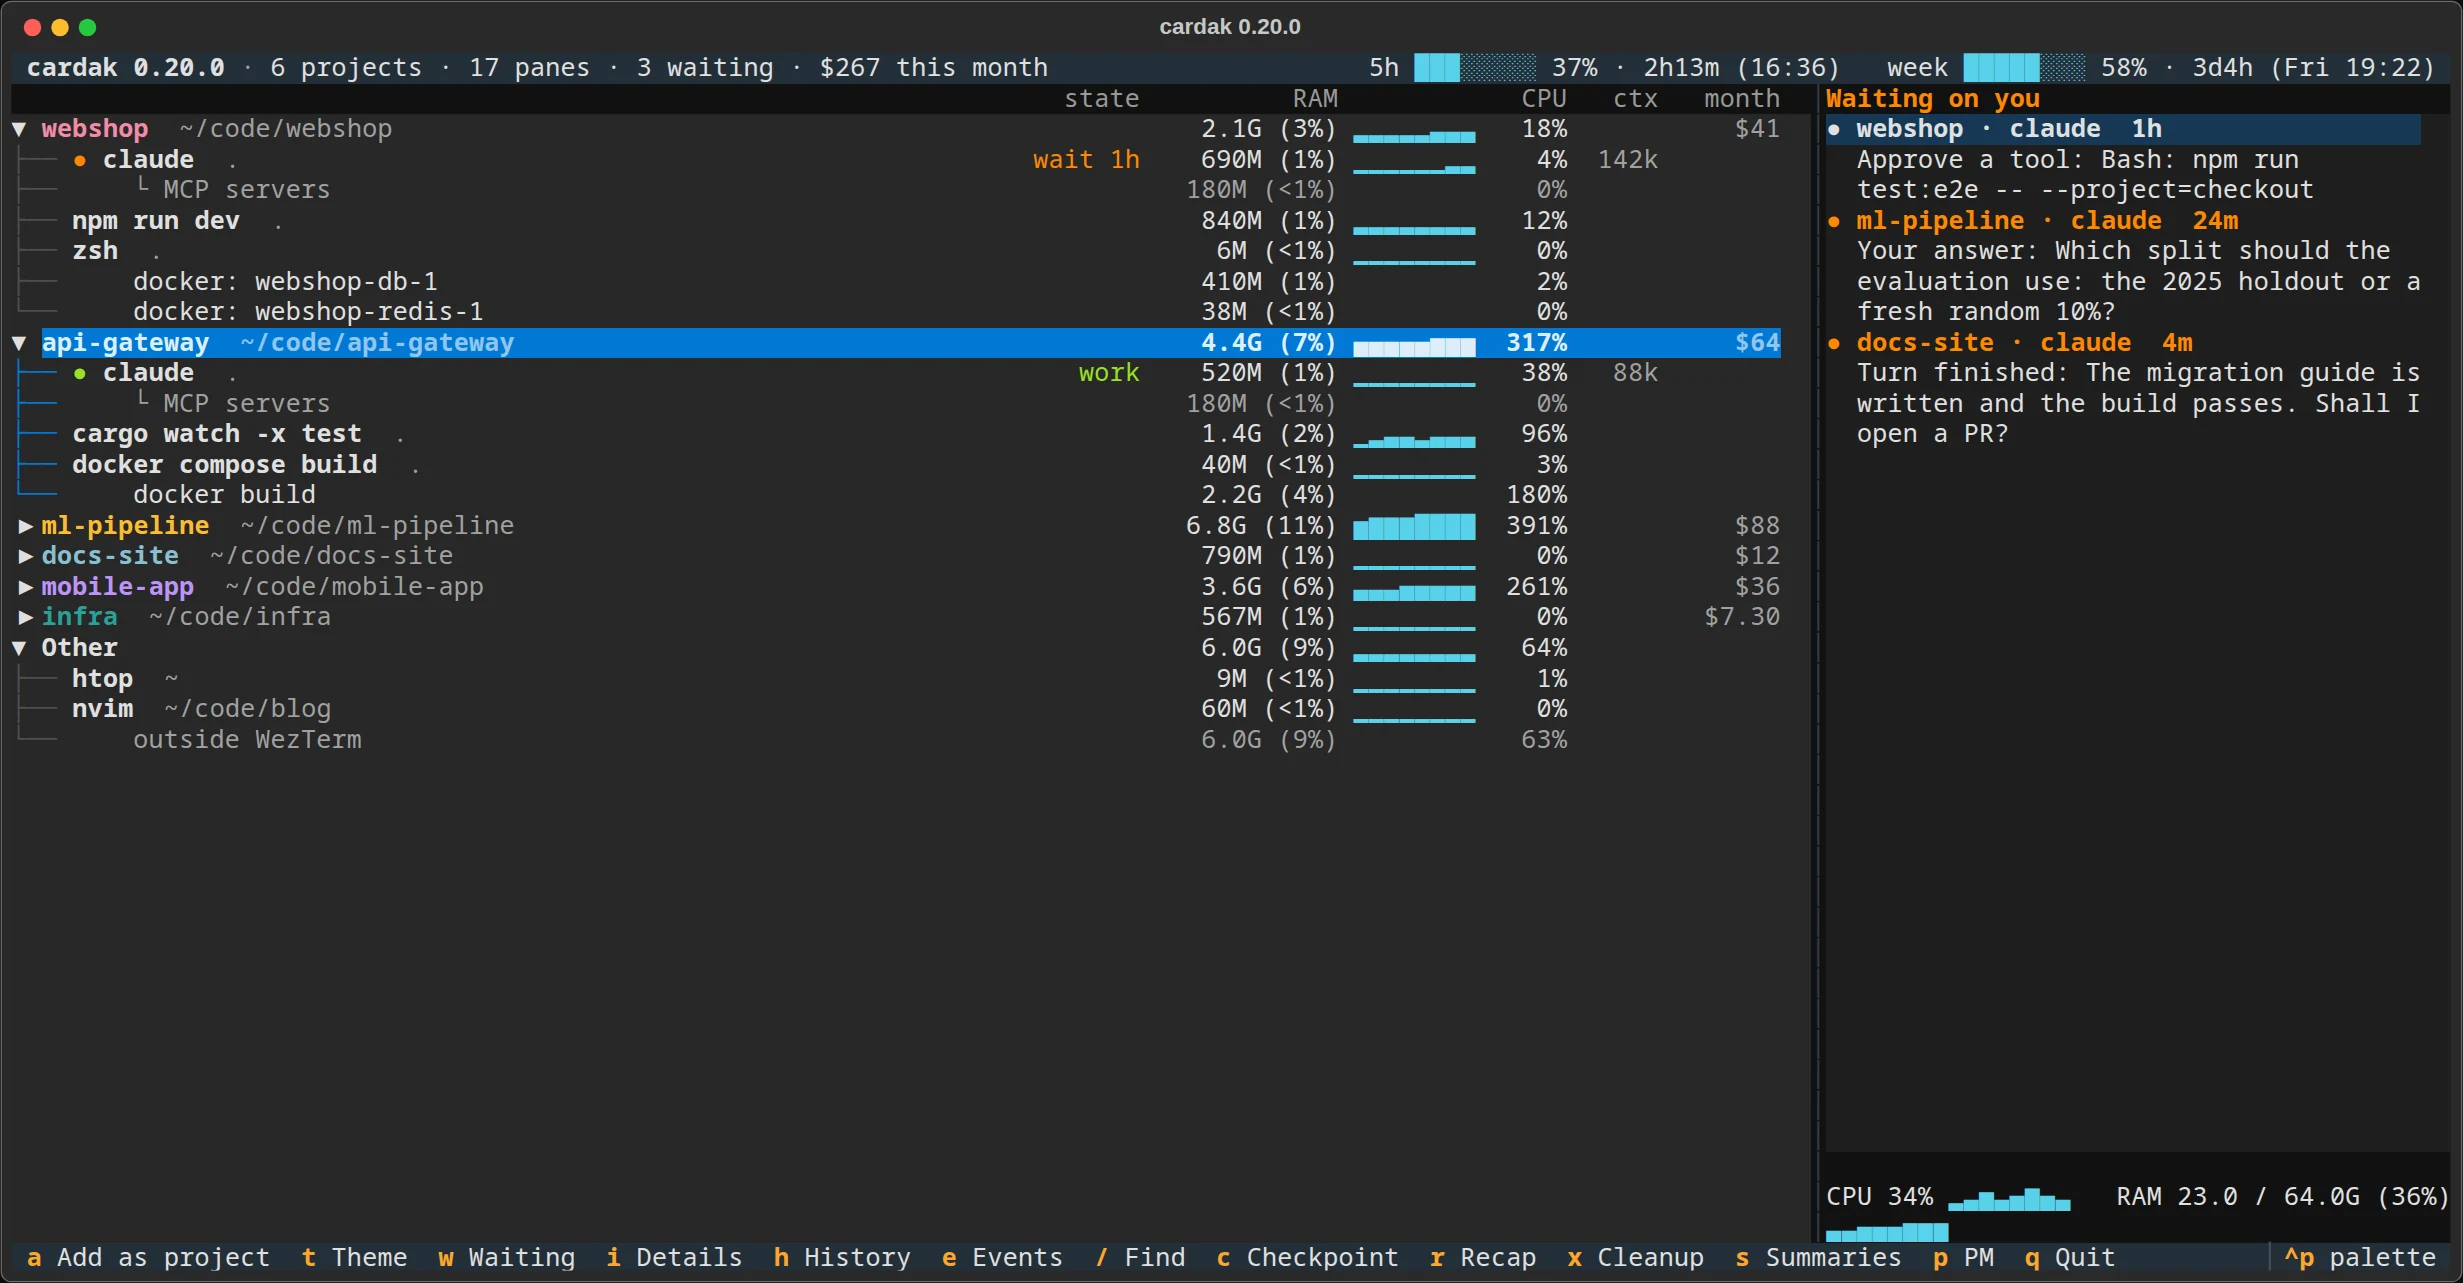 cardak 0.20.0
cardak 0.20.0 · 6 projects · 17 panes · 3 waiting · $267 this month 5h 37% · 2h13m (16:36) week 58% · 3d4h (Fri 19:22)
state RAM CPU ctx month
▼ webshop ~/code/webshop 2.1G (3%) 18% $41
● claude . wait 1h 690M (1%) 4% 142k
└ MCP servers 180M (<1%) 0%
npm run dev . 840M (1%) 12%
zsh . 6M (<1%) 0%
docker: webshop-db-1 410M (1%) 2%
docker: webshop-redis-1 38M (<1%) 0%
▼ api-gateway ~/code/api-gateway 4.4G (7%) 317% $64
● claude . work 520M (1%) 38% 88k
└ MCP servers 180M (<1%) 0%
cargo watch -x test . 1.4G (2%) 96%
docker compose build . 40M (<1%) 3%
docker build 2.2G (4%) 180%
▶ ml-pipeline ~/code/ml-pipeline 6.8G (11%) 391% $88
▶ docs-site ~/code/docs-site 790M (1%) 0% $12
▶ mobile-app ~/code/mobile-app 3.6G (6%) 261% $36
▶ infra ~/code/infra 567M (1%) 0% $7.30
▼ Other 6.0G (9%) 64%
htop ~ 9M (<1%) 1%
nvim ~/code/blog 60M (<1%) 0%
outside WezTerm 6.0G (9%) 63%
Waiting on you
● webshop · claude 1h
Approve a tool: Bash: npm run
test:e2e -- --project=checkout
● ml-pipeline · claude 24m
Your answer: Which split should the
evaluation use: the 2025 holdout or a
fresh random 10%?
● docs-site · claude 4m
Turn finished: The migration guide is
written and the build passes. Shall I
open a PR?
CPU 34% RAM 23.0 / 64.0G (36%)
a Add as project t Theme w Waiting i Details h History e Events / Find c Checkpoint r Recap x Cleanup s Summaries p PM q Quit ^p palette